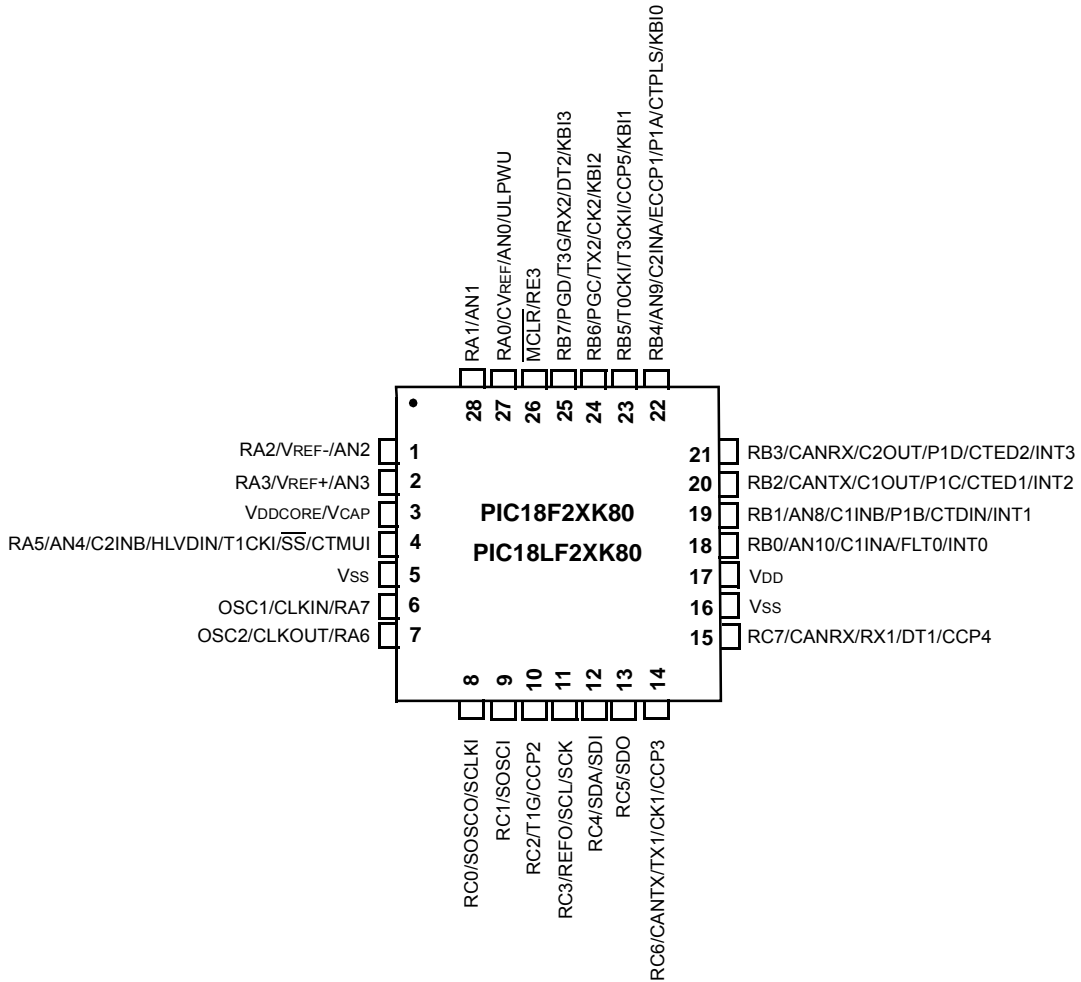 RA1/AN1
RA0/CVREF/AN0/ULPWU
MCLR/RE3
RB7/PGD/T3G/RX2/DT2/KBI3
RB6/PGC/TX2/CK2/KBI2
RB5/T0CKI/T3CKI/CCP5/KBI1
RB4/AN9/C2INA/ECCP1/P1A/CTPLS/KBI0
28
27
26
25
24
23
22
RA2/VREF-/AN2 1
RA3/VREF+/AN3 2
VDDCORE/VCAP 3
RA5/AN4/C2INB/HLVDIN/T1CKI/SS/CTMUI 4
VSS 5
OSC1/CLKIN/RA7 6
OSC2/CLKOUT/RA6 7
PIC18F2XK80
PIC18LF2XK80
21 RB3/CANRX/C2OUT/P1D/CTED2/INT3
20 RB2/CANTX/C1OUT/P1C/CTED1/INT2
19 RB1/AN8/C1INB/P1B/CTDIN/INT1
18 RB0/AN10/C1INA/FLT0/INT0
17 VDD
16 VSS
15 RC7/CANRX/RX1/DT1/CCP4
8
9
10
11
12
13
14
RC0/SOSCO/SCLKI
RC1/SOSCI
RC2/T1G/CCP2
RC3/REFO/SCL/SCK
RC4/SDA/SDI
RC5/SDO
RC6/CANTX/TX1/CK1/CCP3